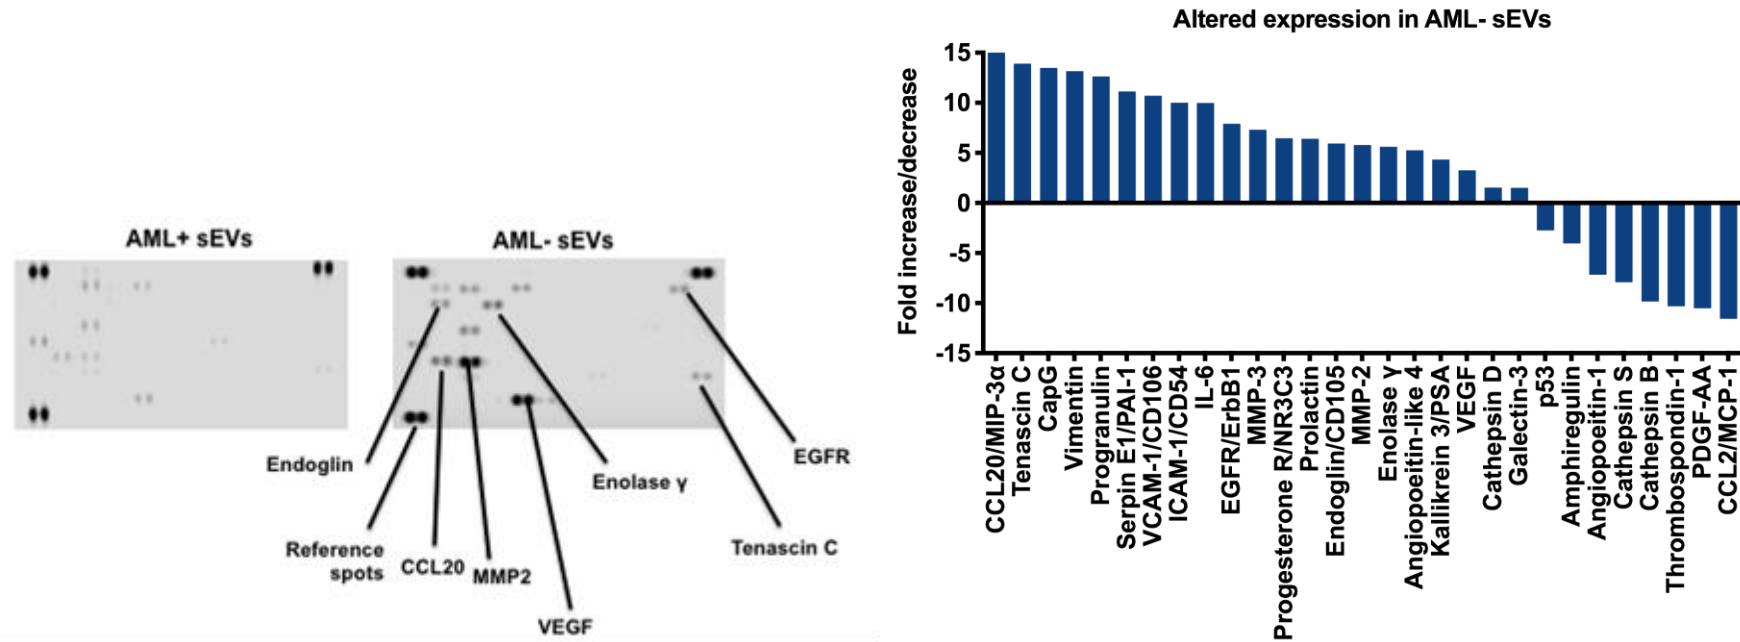 AML+ sEVs
AML- sEVs
Endoglin
Reference
spots
CCL20
MMP2
VEGF
Enolase γ
EGFR
Tenascin C
Altered expression in AML- sEVs
Fold increase/decrease
15
10
5
0
-5
-10
-15
CCL20/MIP-3α
Tenascin C
CapG
Vimentin
Progranulin
Serpin E1/PAI-1
VCAM-1/CD106
ICAM-1/CD54
IL-6
EGFR/ErbB1
MMP-3
Progesterone R/NR3C3
Prolactin
Endoglin/CD105
MMP-2
Enolase Υ
Angiopoeitin-like 4
Kallikrein 3/PSA
VEGF
Cathepsin D
Galectin-3
p53
Amphiregulin
Angiopoeitin-1
Cathepsin S
Cathepsin B
Thrombospondin-1
PDGF-AA
CCL2/MCP-1